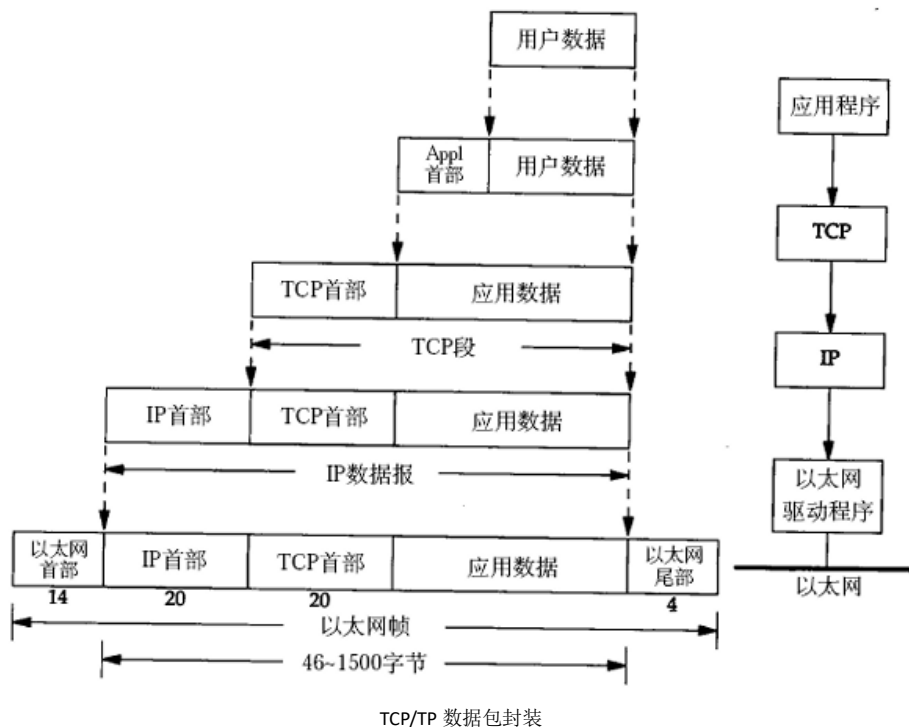 用户数据
应用程序
Appl
首部
用户数据
TCP
TCP首部
应用数据
TCP段
IP
IP首部
TCP首部
应用数据
IP数据报
以太网
驱动程序
以太网
首部
IP首部
TCP首部
应用数据
以太网
尾部
以太网
14
20
20
4
以太网帧
46~1500字节
TCP/TP 数据包封装